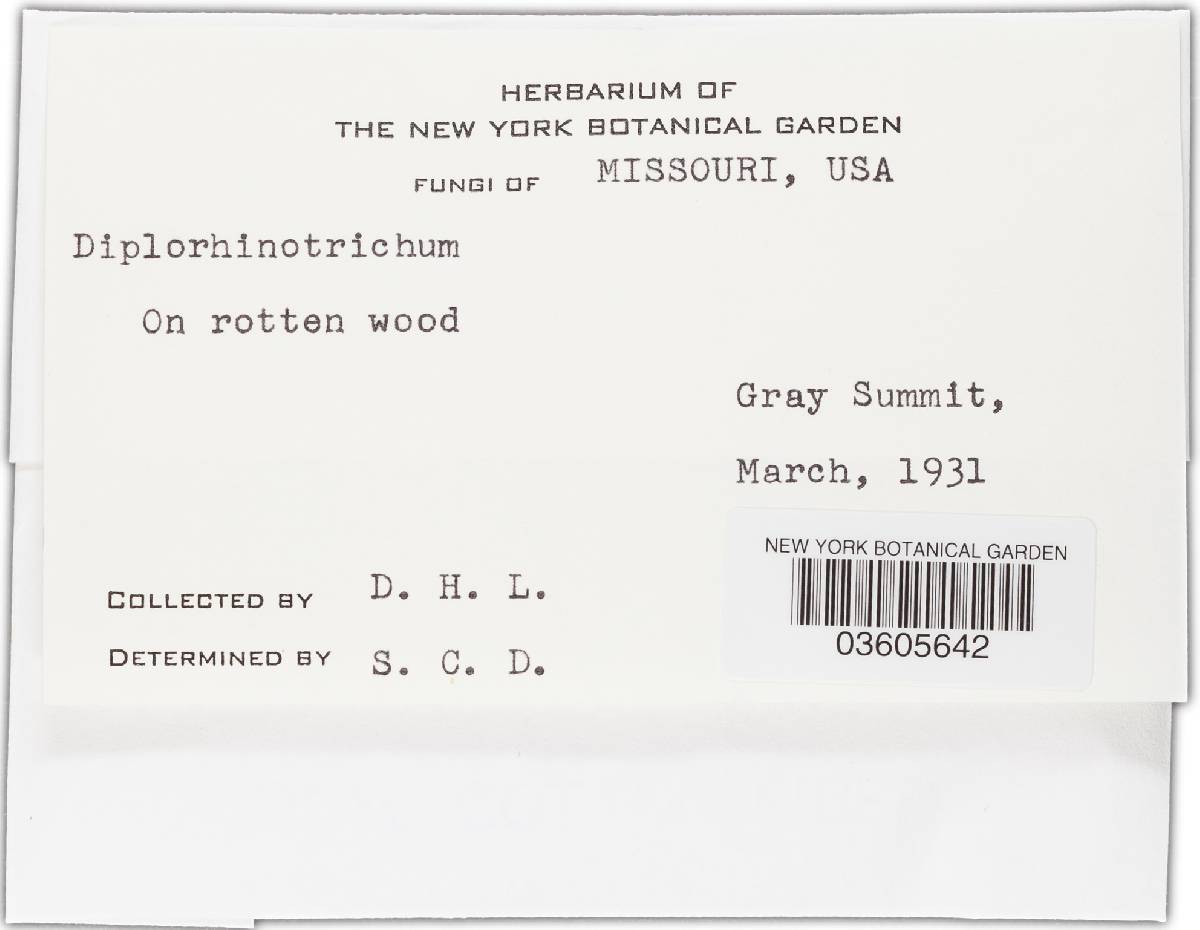 HERBARIUM OF
THE NEW YORK BOTANICAL GARDEN
FUNGI OF MISSOURI, USA
Diplorhinotrichum
On rotten wood
Gray Summit,
March, 1931
COLLECTED BY D. H. L.
DETERMINED BY S. C. D.
NEW YORK BOTANICAL GARDEN
03605642